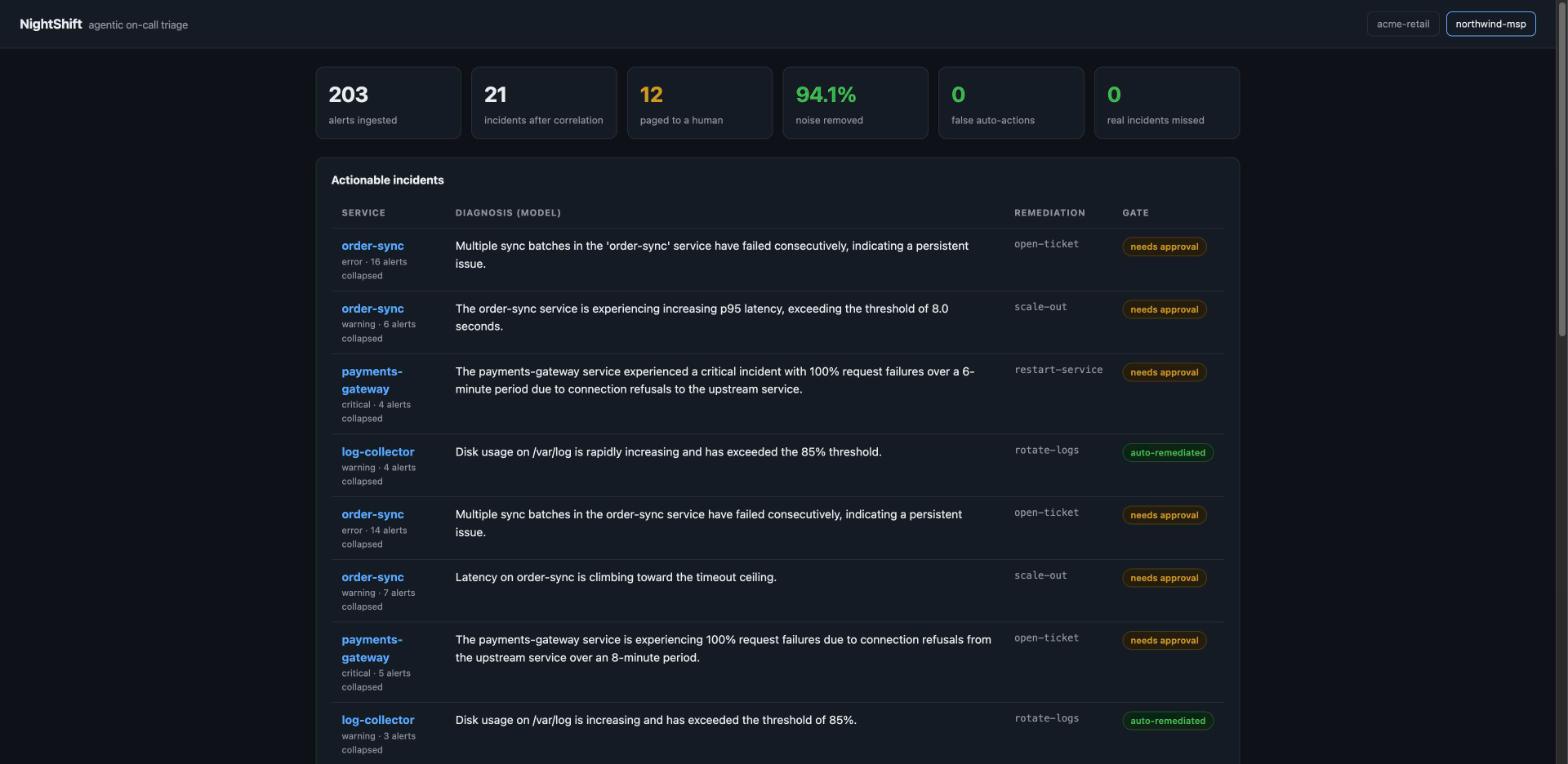 NightShift agentic on-call triage
acme-retail
northwind-msp
203
alerts ingested
21
incidents after correlation
12
paged to a human
94.1%
noise removed
0
false auto-actions
0
real incidents missed
Actionable incidents
SERVICE DIAGNOSIS (MODEL) REMEDIATION GATE
order-sync
error · 16 alerts
collapsed
Multiple sync batches in the 'order-sync' service have failed consecutively, indicating a persistent
issue.
open-ticket
needs approval
order-sync
warning · 6 alerts
collapsed
The order-sync service is experiencing increasing p95 latency, exceeding the threshold of 8.0
seconds.
scale-out
needs approval
payments-
gateway
critical · 4 alerts
collapsed
The payments-gateway service experienced a critical incident with 100% request failures over a 6-
minute period due to connection refusals to the upstream service.
restart-service
needs approval
log-collector
warning · 4 alerts
collapsed
Disk usage on /var/log is rapidly increasing and has exceeded the 85% threshold.
rotate-logs
auto-remediated
order-sync
error · 14 alerts
collapsed
Multiple sync batches in the order-sync service have failed consecutively, indicating a persistent
issue.
open-ticket
needs approval
order-sync
warning · 7 alerts
collapsed
Latency on order-sync is climbing toward the timeout ceiling.
scale-out
needs approval
payments-
gateway
critical · 5 alerts
collapsed
The payments-gateway service is experiencing 100% request failures due to connection refusals from
the upstream service over an 8-minute period.
open-ticket
needs approval
log-collector
warning · 3 alerts
collapsed
Disk usage on /var/log is increasing and has exceeded the threshold of 85%.
rotate-logs
auto-remediated